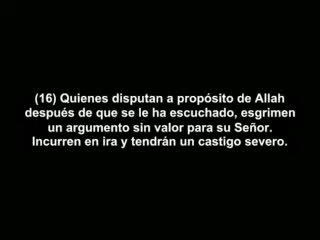 (16) Quienes disputan a propósito de Allah
después de que se le ha escuchado, esgrimen
un argumento sin valor para su Señor.
Incurren en ira y tendrán un castigo severo.